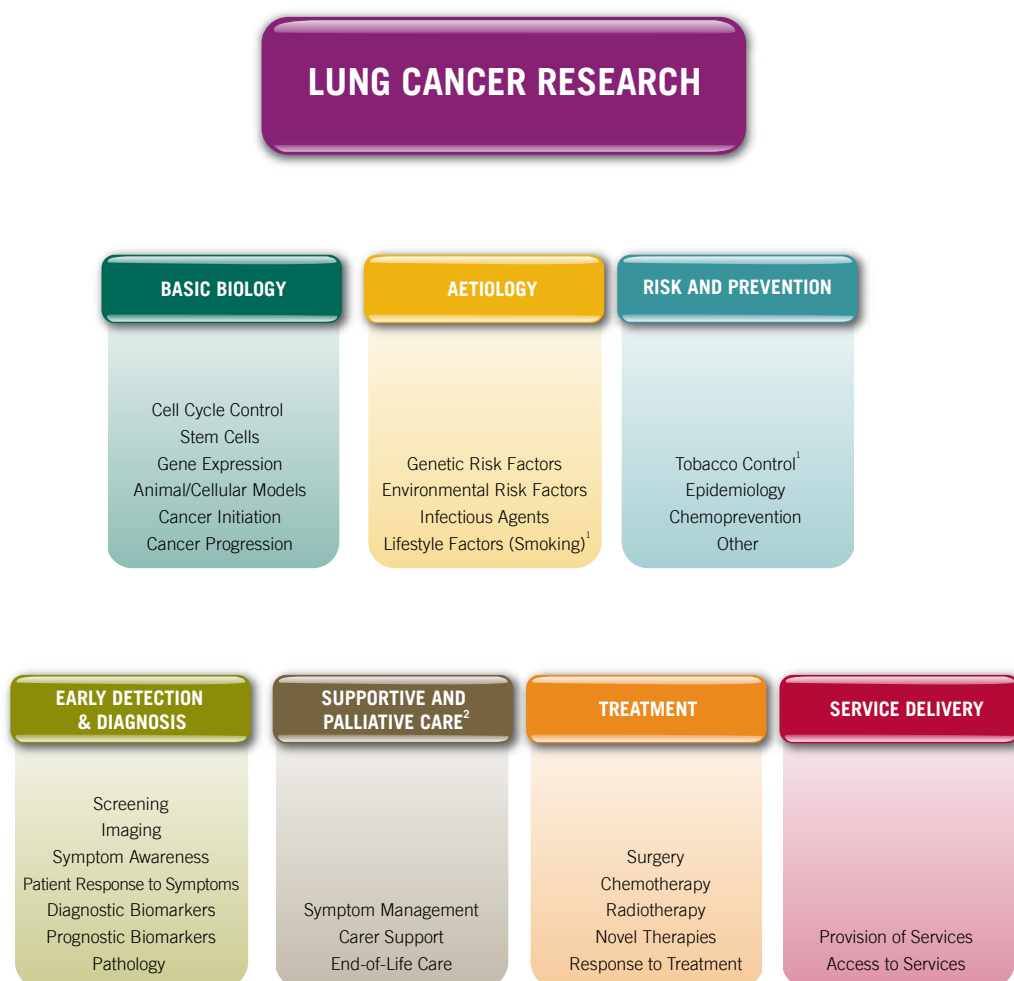 LUNG CANCER RESEARCH
BASIC BIOLOGY
Cell Cycle Control
Stem Cells
Gene Expression
Animal/Cellular Models
Cancer Initiation
Cancer Progression
AETIOLOGY
Genetic Risk Factors
Environmental Risk Factors
Infectious Agents
Lifestyle Factors (Smoking)¹
RISK AND PREVENTION
Tobacco Control¹
Epidemiology
Chemoprevention
Other
EARLY DETECTION
& DIAGNOSIS
Screening
Imaging
Symptom Awareness
Patient Response to Symptoms
Diagnostic Biomarkers
Prognostic Biomarkers
Pathology
SUPPORTIVE AND
PALLIATIVE CARE²
Symptom Management
Carer Support
End-of-Life Care
TREATMENT
Surgery
Chemotherapy
Radiotherapy
Novel Therapies
Response to Treatment
SERVICE DELIVERY
Provision of Services
Access to Services